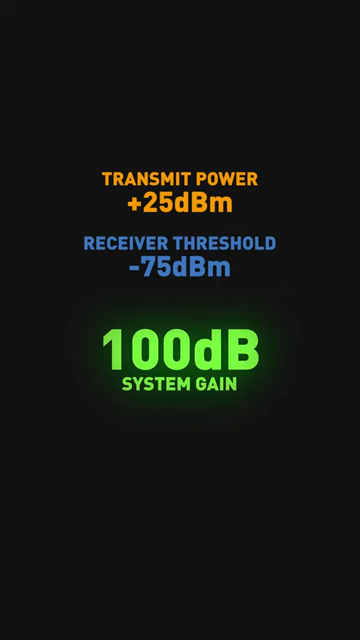 TRANSMIT POWER
+25dBm
RECEIVER THRESHOLD
-75dBm
100dB
SYSTEM GAIN